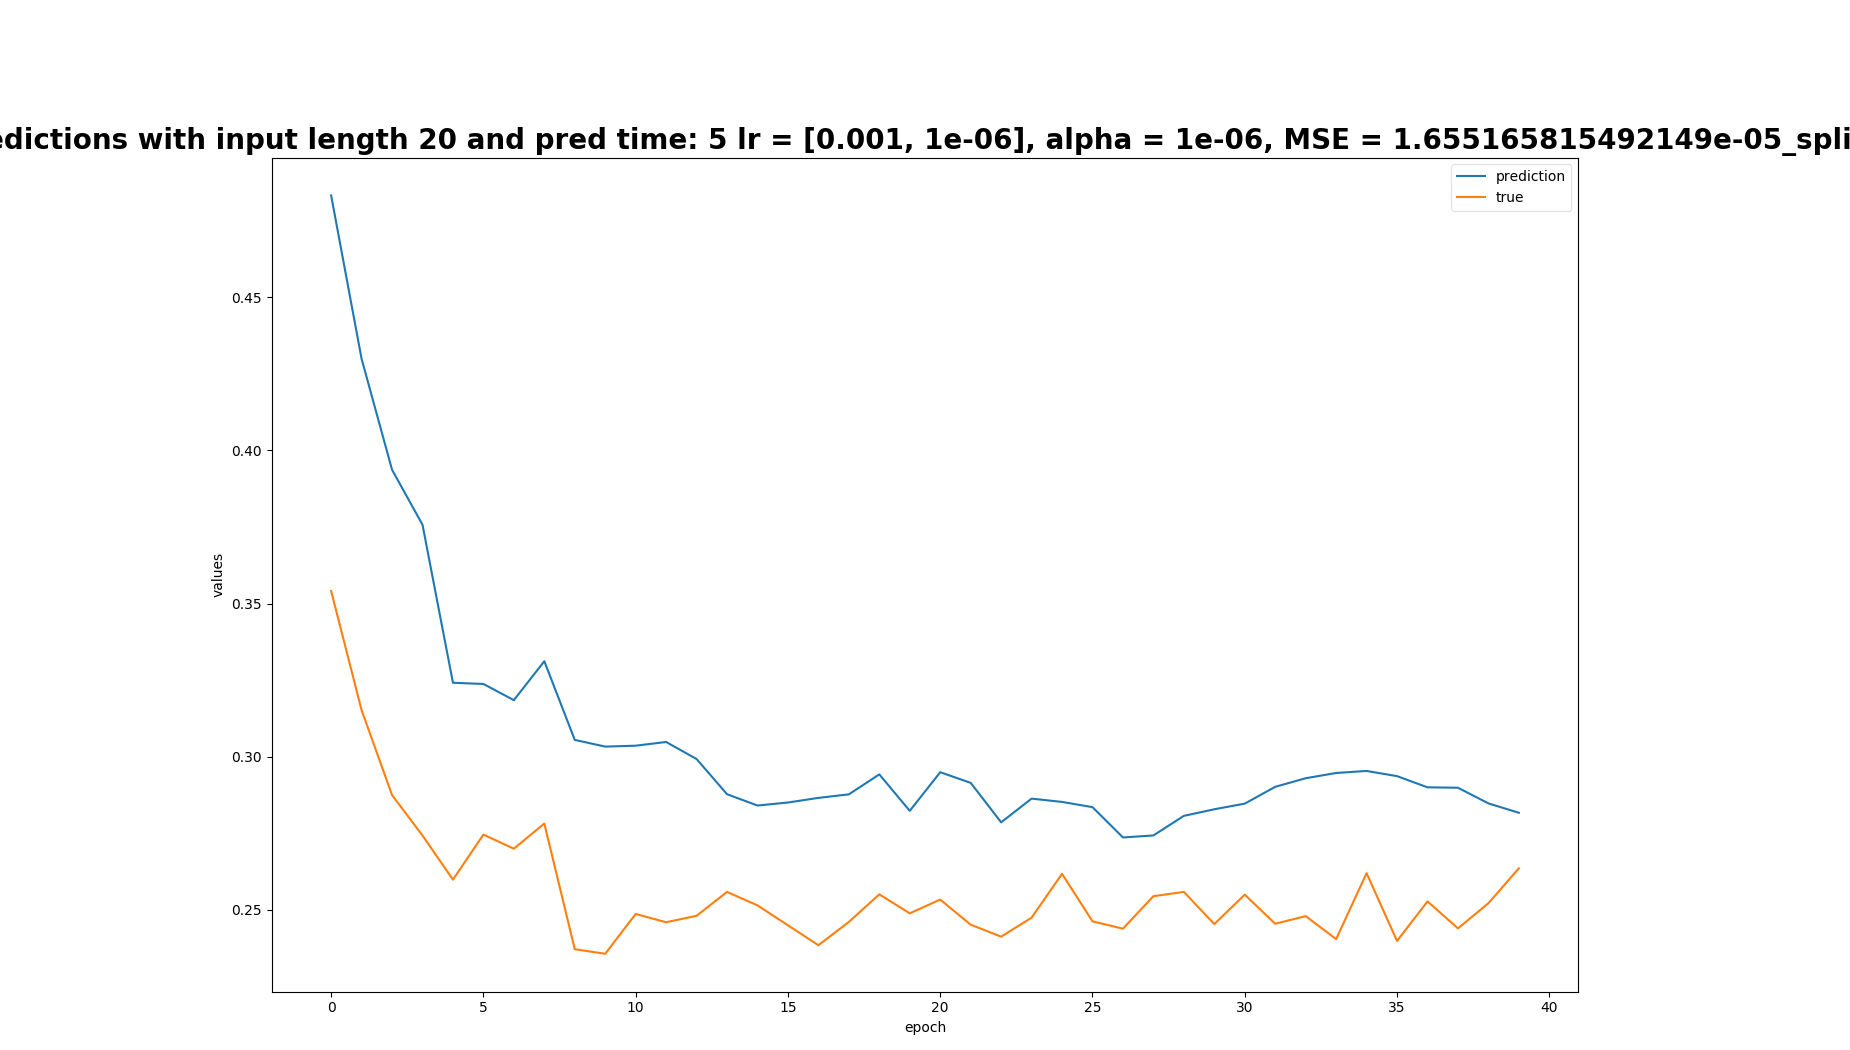 edictions with input length 20 and pred time: 5 lr = [0.001, 1e-06], alpha = 1e-06, MSE = 1.655165815492149e-05_spli
prediction
true
0.45
0.40
0.35
0.30
0.25
values
0 5 10 15 20 25 30 35 40
epoch